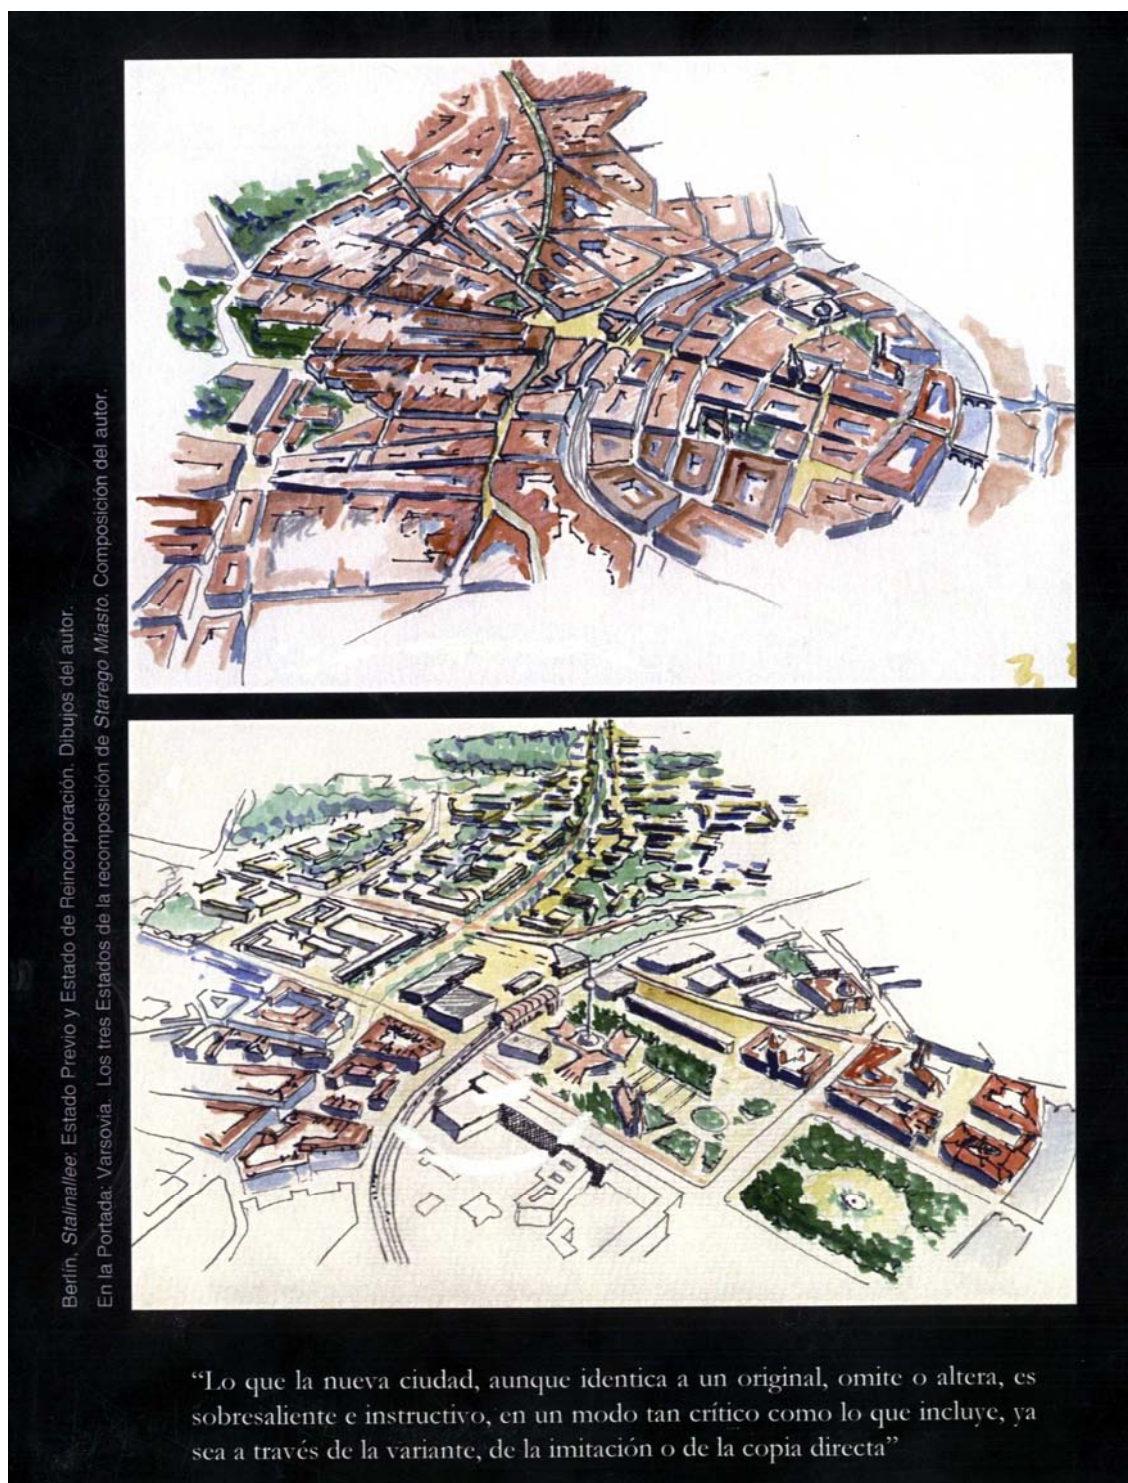 Berlín, Stalinallee: Estado Previo y Estado de Reincorporación. Dibujos del autor.
En la Portada: Varsovia. Los tres Estados de la recomposición de Starego Miasto. Composición del autor.
“Lo que la nueva ciudad, aunque identica a un original, omite o altera, es
sobresaliente e instructivo, en un modo tan crítico como lo que incluye, ya
sea a través de la variante, de la imitación o de la copia directa”